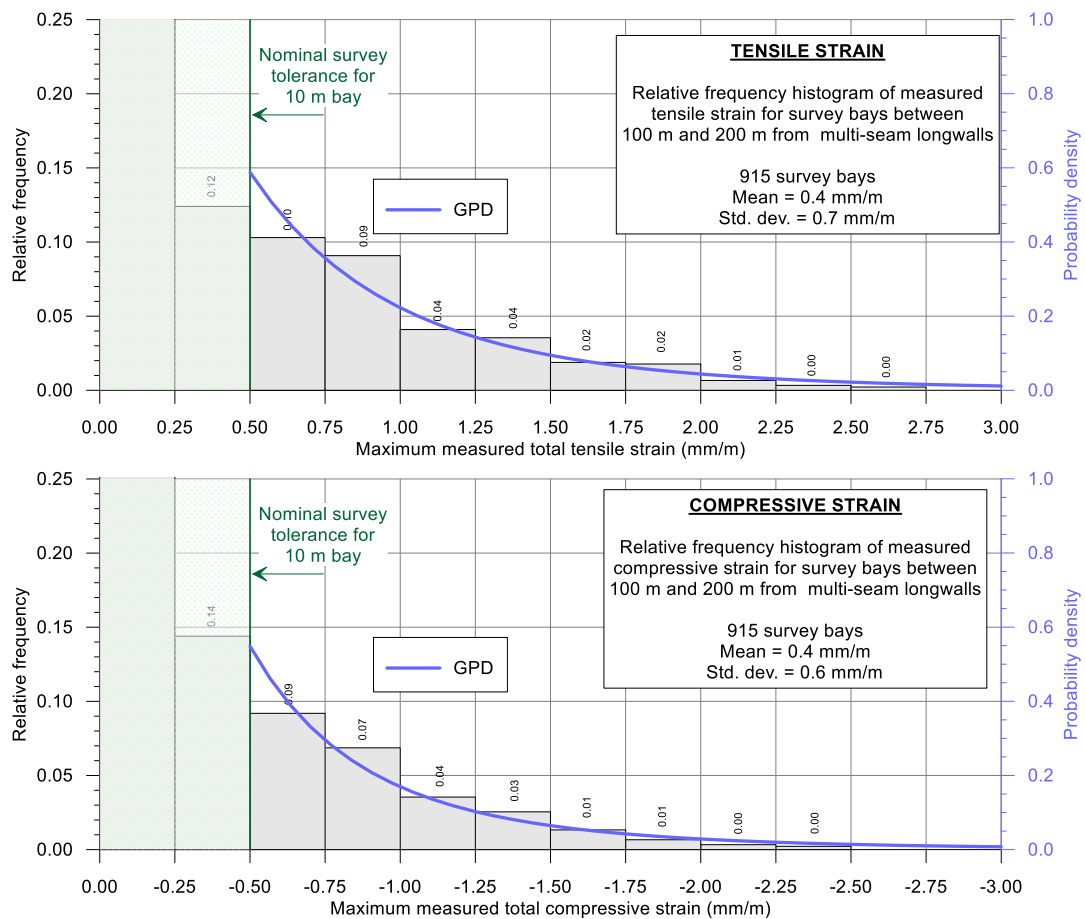 0.25
0.20
0.15
0.10
0.05
0.00
Relative frequency
1.0
0.8
0.6
0.4
0.2
0.0
Probability density
Nominal survey
tolerance for
10 m bay
TENSILE STRAIN
Relative frequency histogram of measured
tensile strain for survey bays between
100 m and 200 m from multi-seam longwalls
915 survey bays
Mean = 0.4 mm/m
Std. dev. = 0.7 mm/m
GPD
0.12
0.10
0.09
0.04
0.04
0.02
0.02
0.01
0.00
0.00
0.00 0.25 0.50 0.75 1.00 1.25 1.50 1.75 2.00 2.25 2.50 2.75 3.00
Maximum measured total tensile strain (mm/m)
0.25
0.20
0.15
0.10
0.05
0.00
Relative frequency
1.0
0.8
0.6
0.4
0.2
0.0
Probability density
Nominal survey
tolerance for
10 m bay
COMPRESSIVE STRAIN
Relative frequency histogram of measured
compressive strain for survey bays between
100 m and 200 m from multi-seam longwalls
915 survey bays
Mean = 0.4 mm/m
Std. dev. = 0.6 mm/m
GPD
0.14
0.09
0.07
0.04
0.03
0.01
0.01
0.00
0.00
0.00 -0.25 -0.50 -0.75 -1.00 -1.25 -1.50 -1.75 -2.00 -2.25 -2.50 -2.75 -3.00
Maximum measured total compressive strain (mm/m)